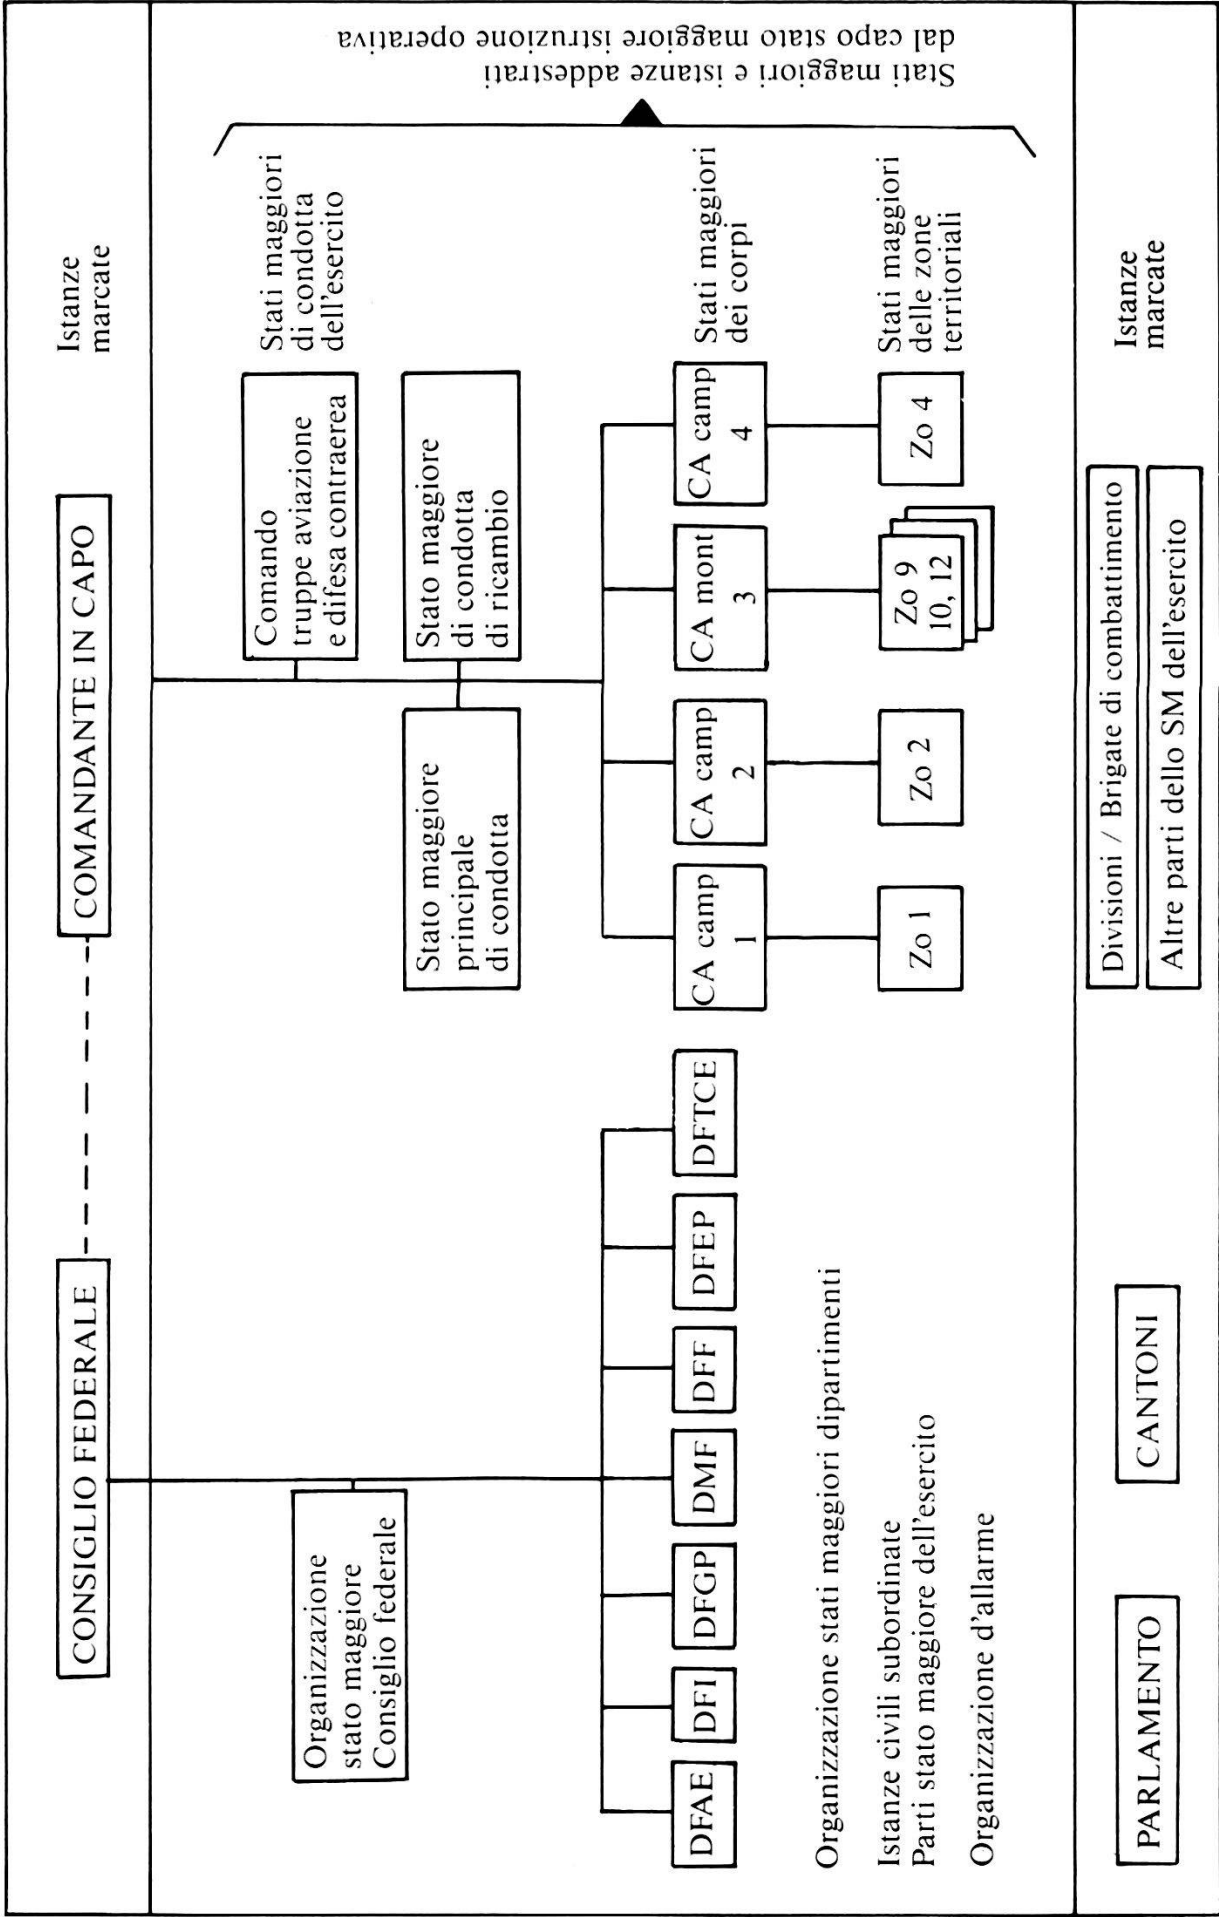 CONSIGLIO FEDERALE
COMANDANTE IN CAPO
Istanze
marcate
Organizzazione
stato maggiore
Consiglio federale
Comando
truppe aviazione
e difesa contraerea
Stati maggiori
di condotta
dell'esercito
Stato maggiore
principale
di condotta
Stato maggiore
di condotta
di ricambio
DFAE
DFI
DFGP
DMF
DFF
DFEP
DFTCE
CA camp
1
CA camp
2
CA mont
3
CA camp
4
Stati maggiori
dei corpi
Organizzazione stati maggiori dipartimenti
Istanze civili subordinate
Parti stato maggiore dell'esercito
Organizzazione d'allarme
Zo 1
Zo 2
Zo 9
10, 12
Zo 4
Stati maggiori
delle zone
territoriali
Stati maggiori e istanze addestrati
dal capo stato maggiore istruzione operativa
PARLAMENTO
CANTONI
Divisioni / Brigate di combattimento
Altre parti dello SM dell'esercito
Istanze
marcate